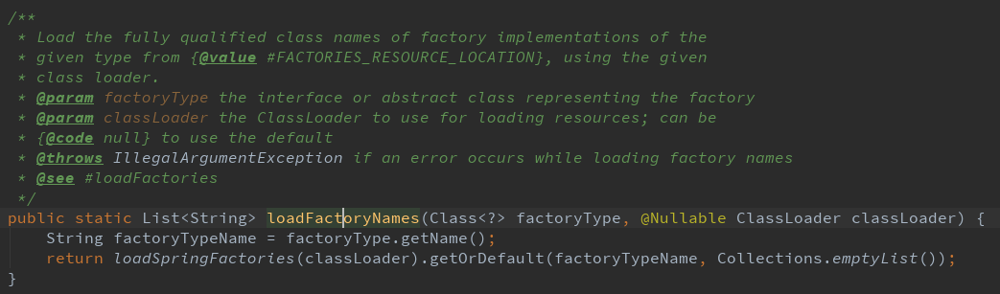 /**
 * Load the fully qualified class names of factory implementations of the
 * given type from {@value #FACTORIES_RESOURCE_LOCATION}, using the given
 * class loader.
 * @param factoryType the interface or abstract class representing the factory
 * @param classLoader the ClassLoader to use for loading resources; can be
 * {@code null} to use the default
 * @throws IllegalArgumentException if an error occurs while loading factory names
 * @see #loadFactories
 */
public static List<String> loadFactoryNames(Class<?> factoryType, @Nullable ClassLoader classLoader) {
    String factoryTypeName = factoryType.getName();
    return loadSpringFactories(classLoader).getOrDefault(factoryTypeName, Collections.emptyList());
}